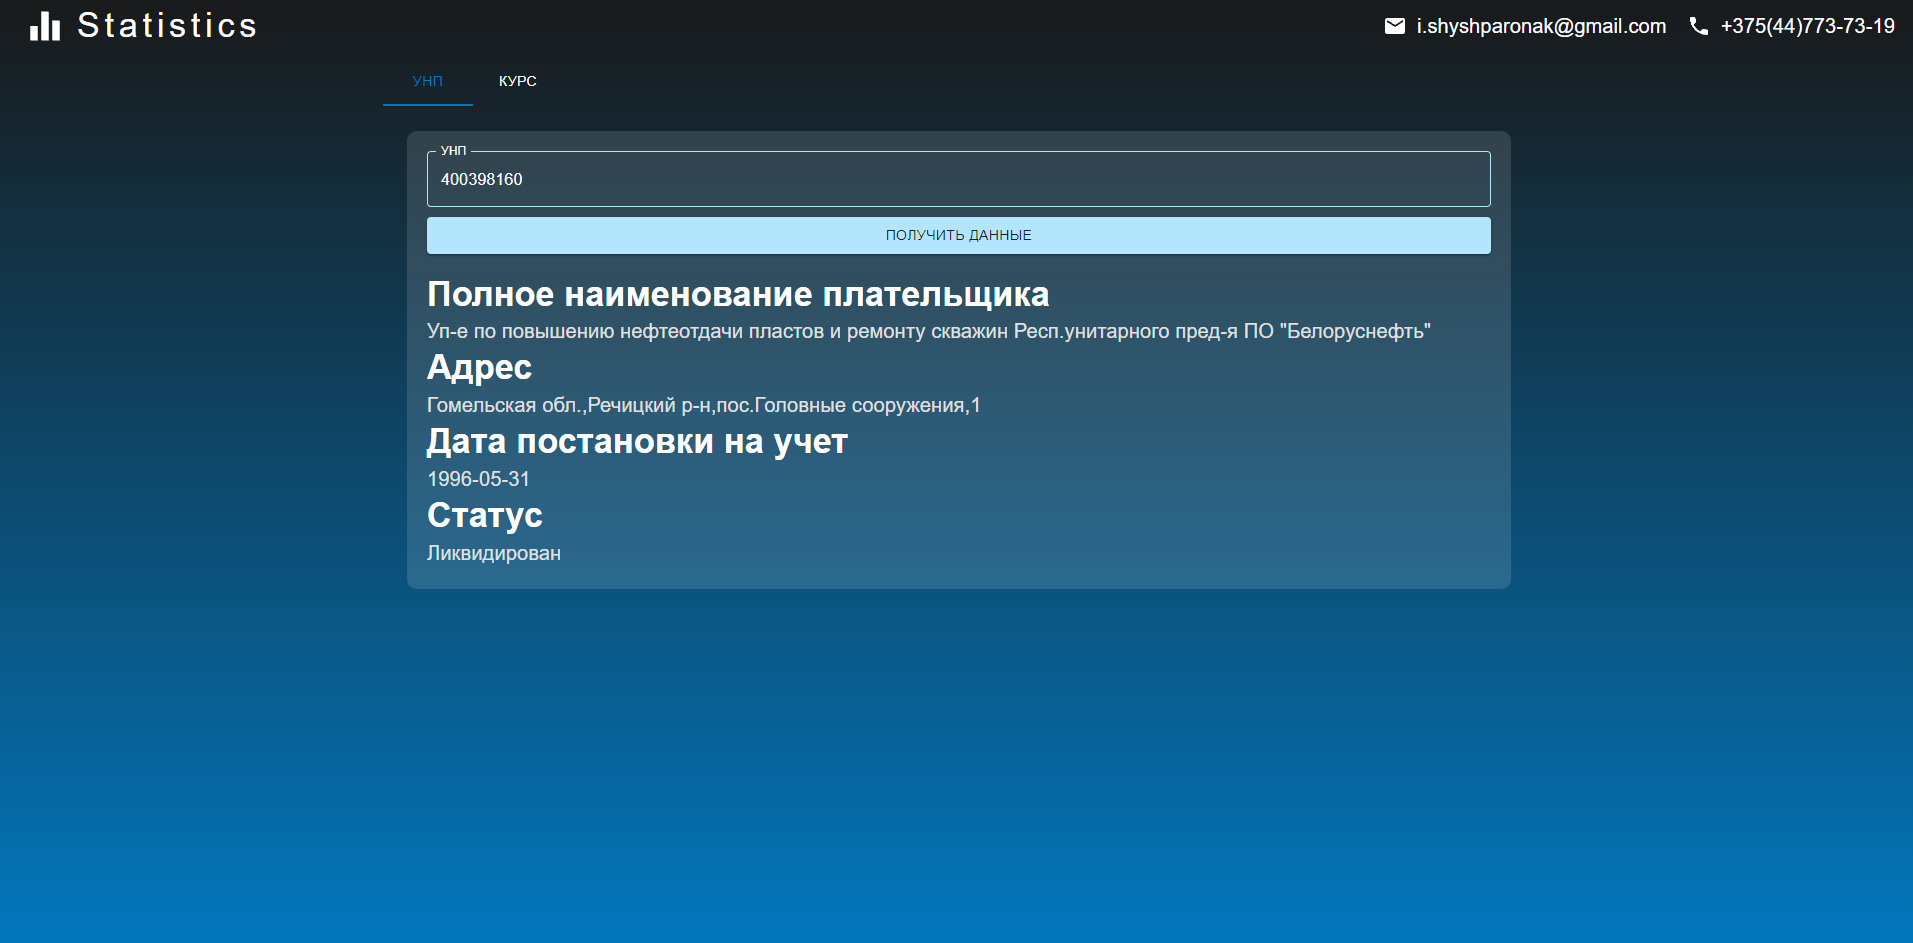 Statistics
i.shyshparonak@gmail.com +375(44)773-73-19
УНП КУРС
УНП
400398160
ПОЛУЧИТЬ ДАННЫЕ
Полное наименование плательщика
Уп-е по повышению нефтеотдачи пластов и ремонту скважин Респ.унитарного пред-я ПО "Белоруснефть"
Адрес
Гомельская обл.,Речицкий р-н,пос.Головные сооружения,1
Дата постановки на учет
1996-05-31
Статус
Ликвидирован